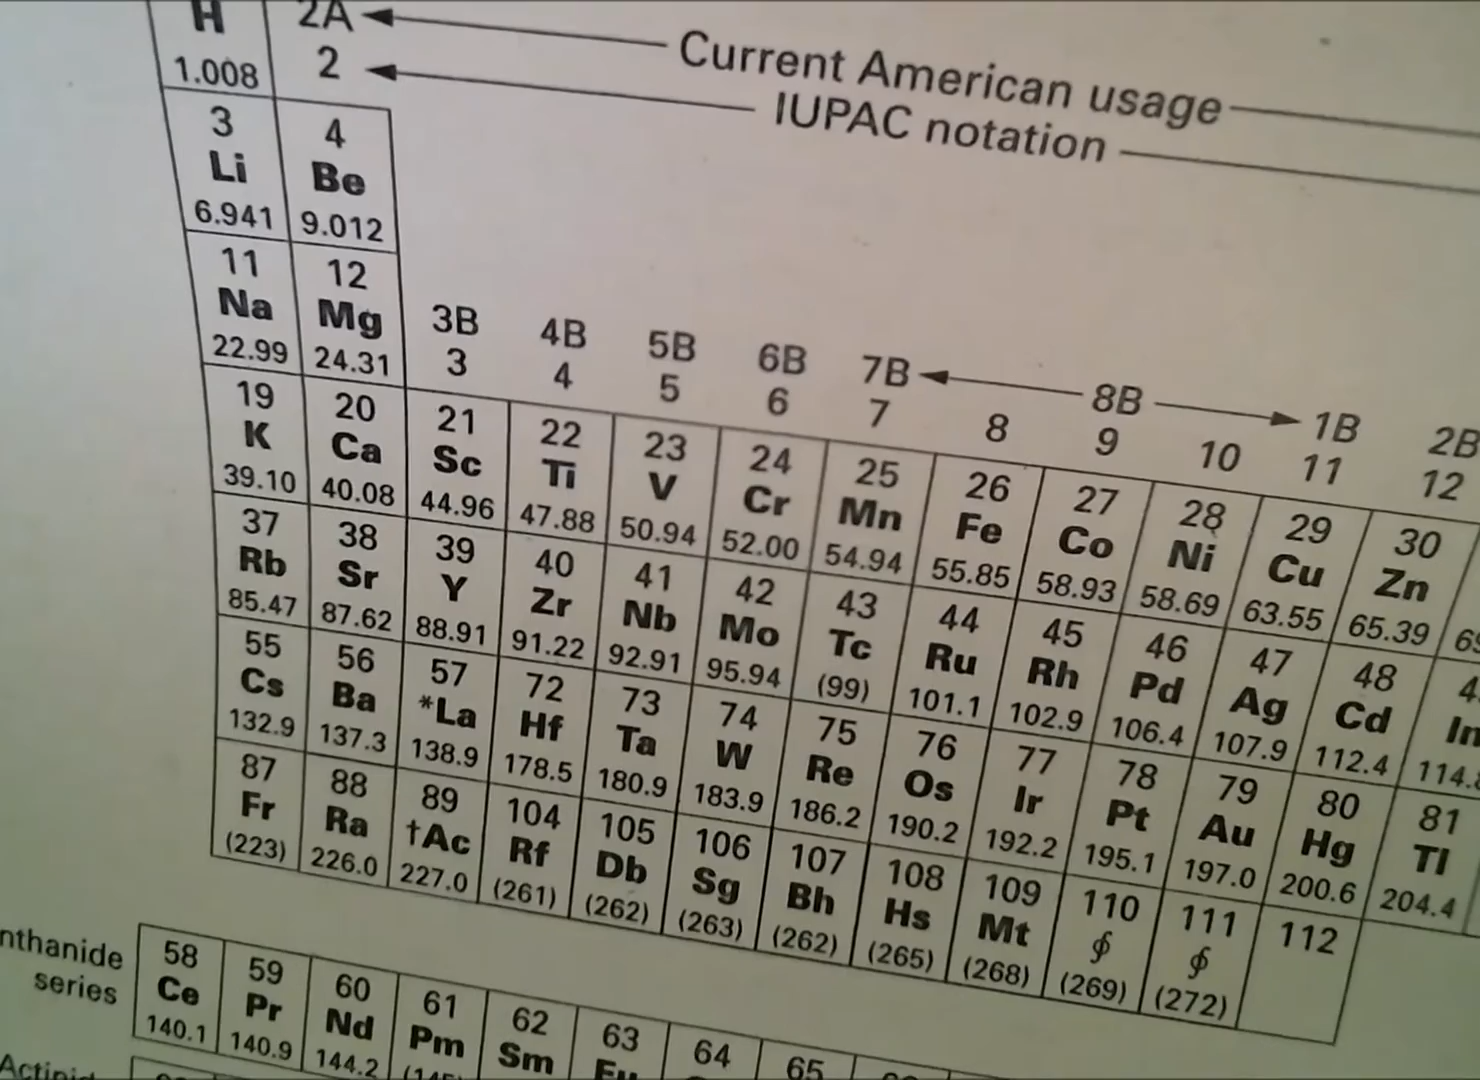 H 2A Current American usage
1.008 2 IUPAC notation
3 4
Li Be
6.941 9.012
11 12
Na Mg 3B 4B 5B 6B 7B 8B 1B 2B
22.99 24.31 3 4 5 6 7 8 9 10 11 12
19 20 21 22 23 24 25 26 27 28 29 30
K Ca Sc Ti V Cr Mn Fe Co Ni Cu Zn
39.10 40.08 44.96 47.88 50.94 52.00 54.94 55.85 58.93 58.69 63.55 65.39
37 38 39 40 41 42 43 44 45 46 47 48
Rb Sr Y Zr Nb Mo Tc Ru Rh Pd Ag Cd In
85.47 87.62 88.91 91.22 92.91 95.94 (99) 101.1 102.9 106.4 107.9 112.4
55 56 57 72 73 74 75 76 77 78 79 80 81
Cs Ba *La Hf Ta W Re Os Ir Pt Au Hg Tl
132.9 137.3 138.9 178.5 180.9 183.9 186.2 190.2 192.2 195.1 197.0 200.6 204.4
87 88 89 104 105 106 107 108 109 110 111 112
Fr Ra †Ac Rf Db Sg Bh Hs Mt ∮ ∮
(223) 226.0 227.0 (261) (262) (263) (262) (265) (268) (269) (272)
nthanide 58 59 60 61 62 63 64 65
series Ce Pr Nd Pm Sm Eu
140.1 140.9 144.2